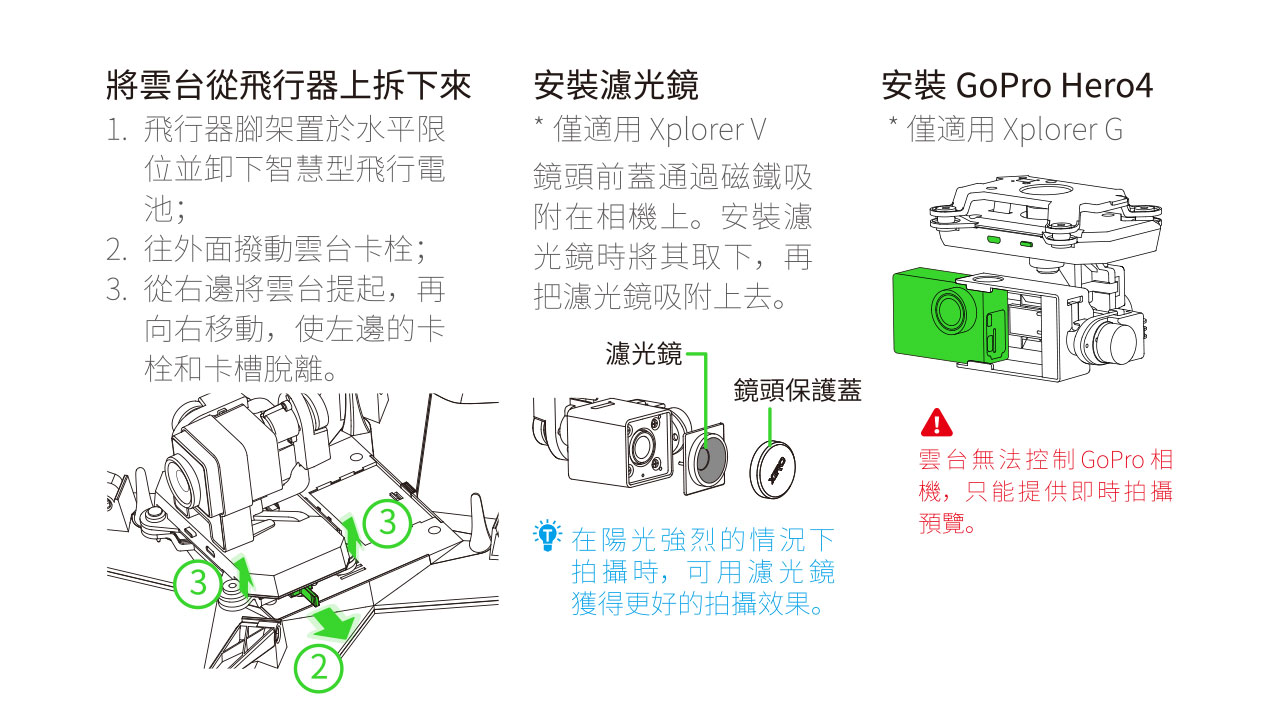 將雲台從飛行器上拆下來
1. 飛行器腳架置於水平限
位並卸下智慧型飛行電
池；
2. 往外面撥動雲台卡栓；
3. 從右邊將雲台提起，再
向右移動，使左邊的卡
栓和卡槽脫離。
3
3
2
安裝濾光鏡
* 僅適用 Xplorer V
鏡頭前蓋通過磁鐵吸
附在相機上。安裝濾
光鏡時將其取下，再
把濾光鏡吸附上去。
濾光鏡
鏡頭保護蓋
在陽光強烈的情況下
拍攝時，可用濾光鏡
獲得更好的拍攝效果。
安裝 GoPro Hero4
* 僅適用 Xplorer G
雲台無法控制 GoPro 相
機，只能提供即時拍攝
預覽。